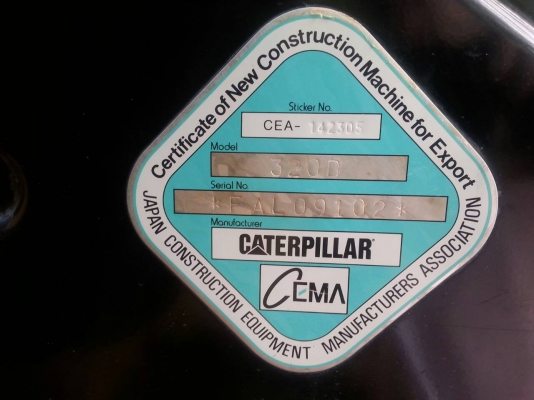 Certificate of New Construction Machine for Export
Sticker No.
CEA- 142305
Model
320D
Serial No.
*FAL09102*
Manufacturer
CATERPILLAR
CEMA
JAPAN CONSTRUCTION EQUIPMENT MANUFACTURERS ASSOCIATION